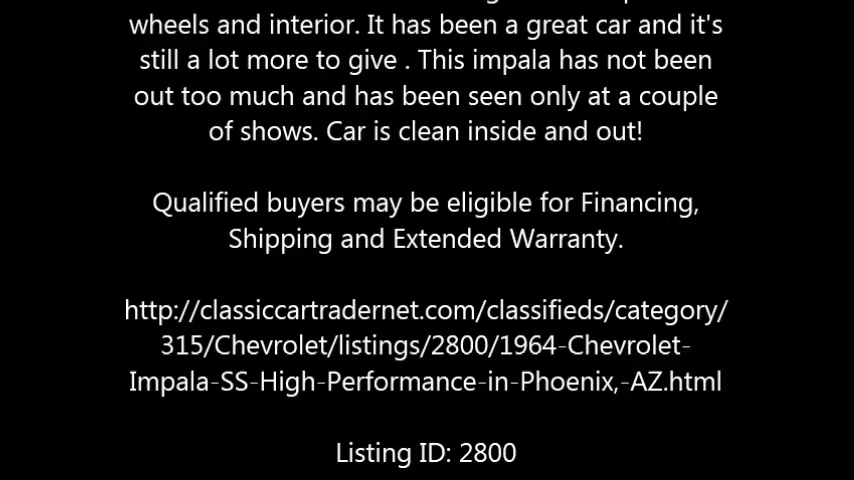 wheels and interior. It has been a great car and it's
still a lot more to give . This impala has not been
out too much and has been seen only at a couple
of shows. Car is clean inside and out!
Qualified buyers may be eligible for Financing,
Shipping and Extended Warranty.
http://classiccartradernet.com/classifieds/category/
315/Chevrolet/listings/2800/1964-Chevrolet-
Impala-SS-High-Performance-in-Phoenix,-AZ.html
Listing ID: 2800